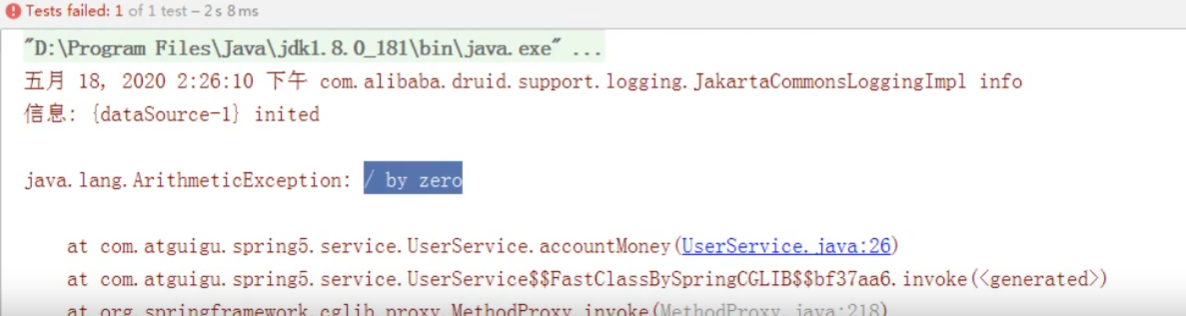 Tests failed: 1 of 1 test – 2 s 8 ms
"D:\Program Files\Java\jdk1.8.0_181\bin\java.exe" ...
五月 18, 2020 2:26:10 下午 com.alibaba.druid.support.logging.JakartaCommonsLoggingImpl info
信息: {dataSource-1} inited
java.lang.ArithmeticException: / by zero
at com.atguigu.spring5.service.UserService.accountMoney(UserService.java:26)
at com.atguigu.spring5.service.UserService$$FastClassBySpringCGLIB$$bf37aa6.invoke(<generated>)
at org.springframework.cglib.proxy.MethodProxy.invoke(MethodProxy.java:218)